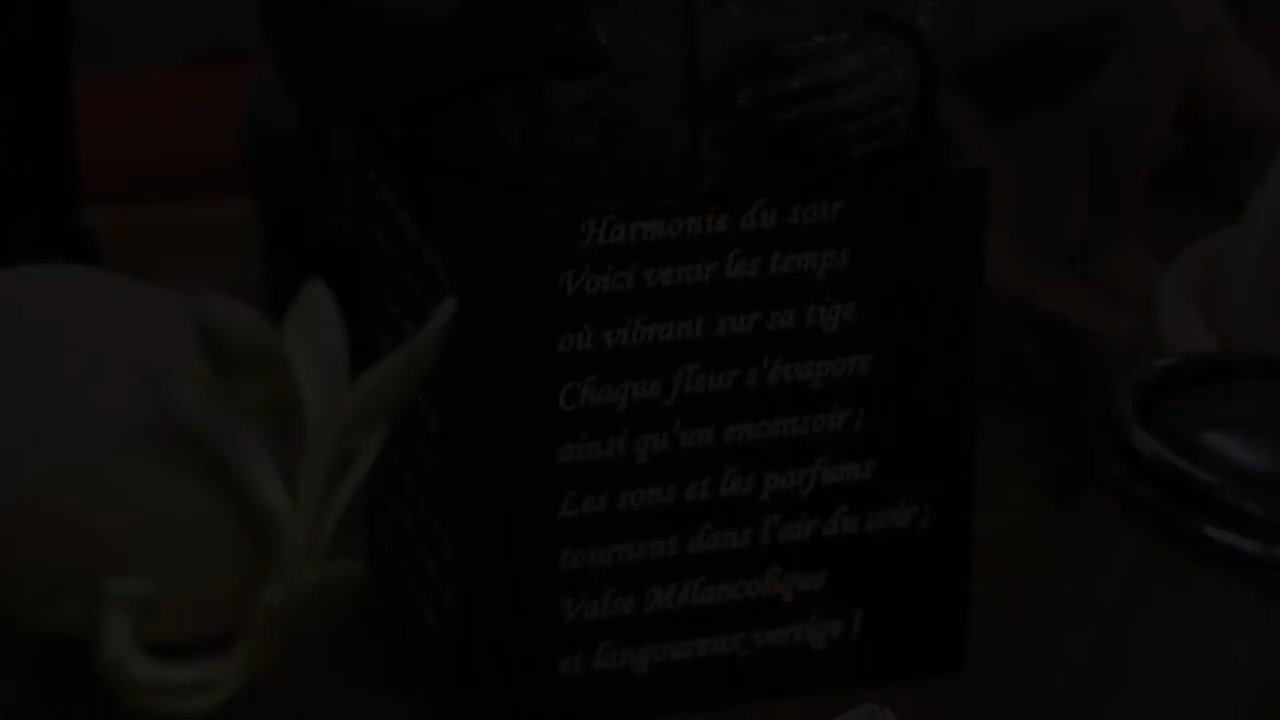 Harmonie du soir
Voici venir les temps
où vibrant sur sa tige
Chaque fleur s'évapore
ainsi qu'un encensoir ;
Les sons et les parfums
tournent dans l'air du soir ;
Valse Mélancolique
et langoureux vertige !